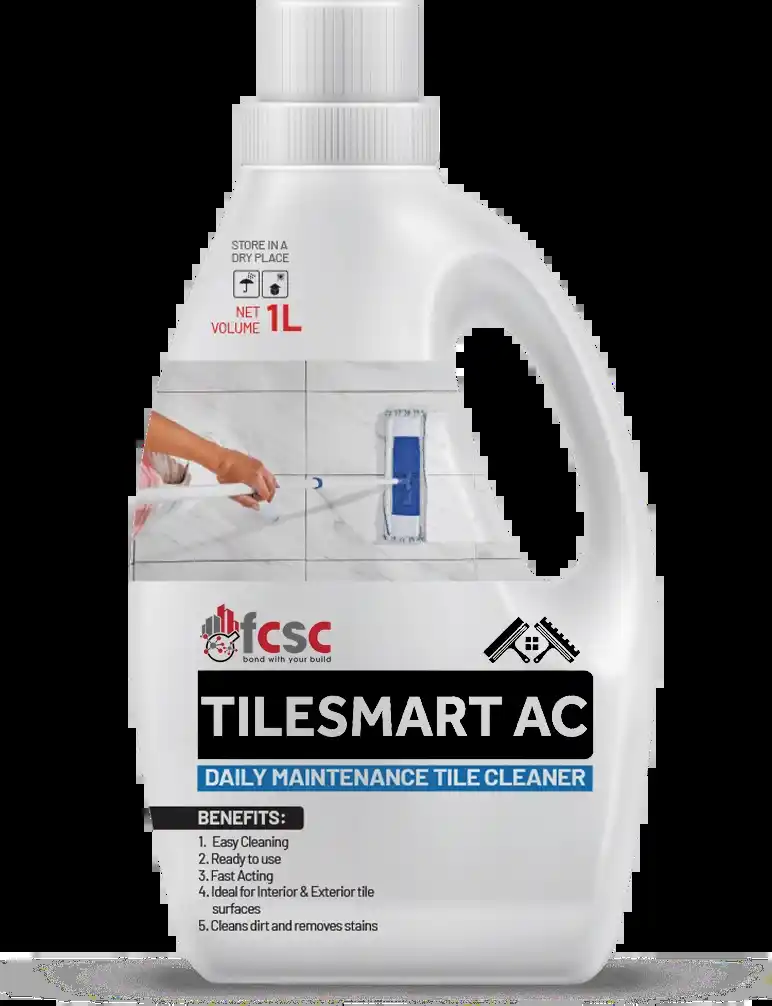 STORE IN A
DRY PLACE
NET
VOLUME 1L
fcsc
bond with your build
TILESMART AC
DAILY MAINTENANCE TILE CLEANER
BENEFITS:
1. Easy Cleaning
2. Ready to use
3. Fast Acting
4. Ideal for Interior & Exterior tile
surfaces
5. Cleans dirt and removes stains